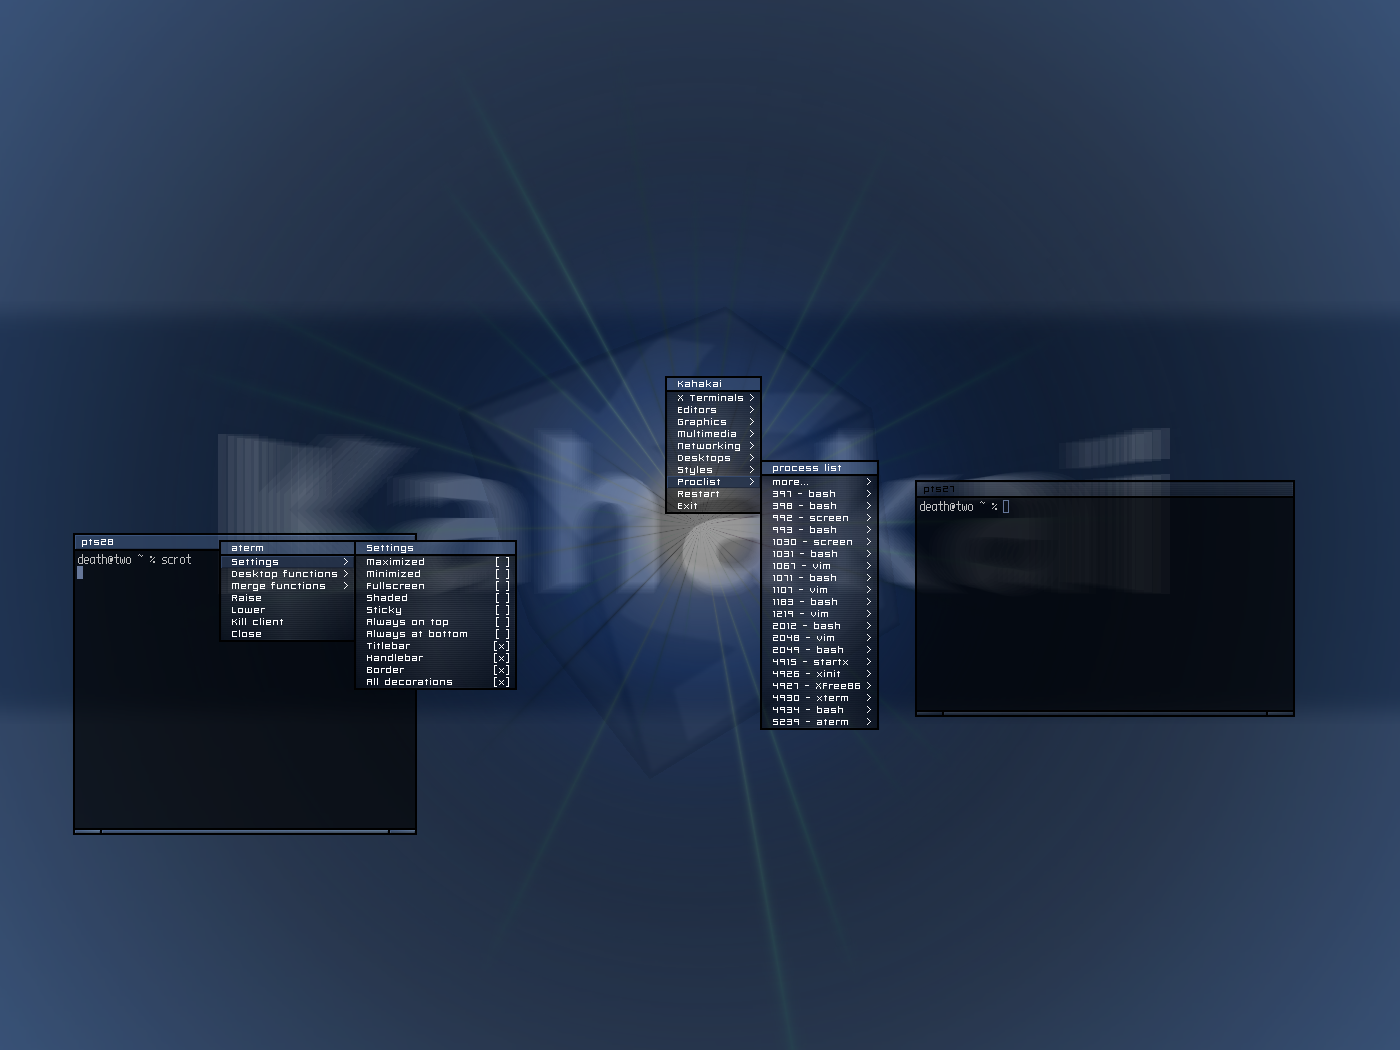 Kahakai
Kahakai
X Terminals >
Editors >
Graphics >
Multimedia >
Networking >
Desktops >
Styles >
Proclist >
Restart
Exit
process list
more... >
397 - bash >
398 - bash >
992 - screen >
993 - bash >
1030 - screen >
1031 - bash >
1067 - vim >
1071 - bash >
1107 - vim >
1183 - bash >
1219 - vim >
2012 - bash >
2048 - vim >
2049 - bash >
4915 - startx >
4926 - xinit >
4927 - XFree86 >
4930 - xterm >
4934 - bash >
5239 - aterm >
pts27
death@two ~ %
pts28
death@two ~ % scrot
aterm
Settings >
Desktop functions >
Merge functions >
Raise
Lower
Kill client
Close
Settings
Maximized [ ]
Minimized [ ]
Fullscreen [ ]
Shaded [ ]
Sticky [ ]
Always on top [ ]
Always at bottom [ ]
Titlebar [x]
Handlebar [x]
Border [x]
All decorations [x]